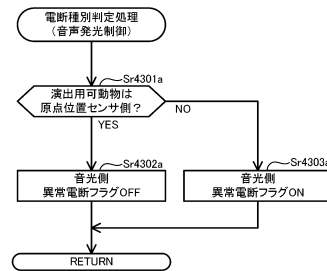 電断種別判定処理
(音声発光制御)
Sr4301a
演出用可動物は
原点位置センサ側?
NO
YES
Sr4302a
音光側
異常電断フラグOFF
Sr4303a
音光側
異常電断フラグON
RETURN